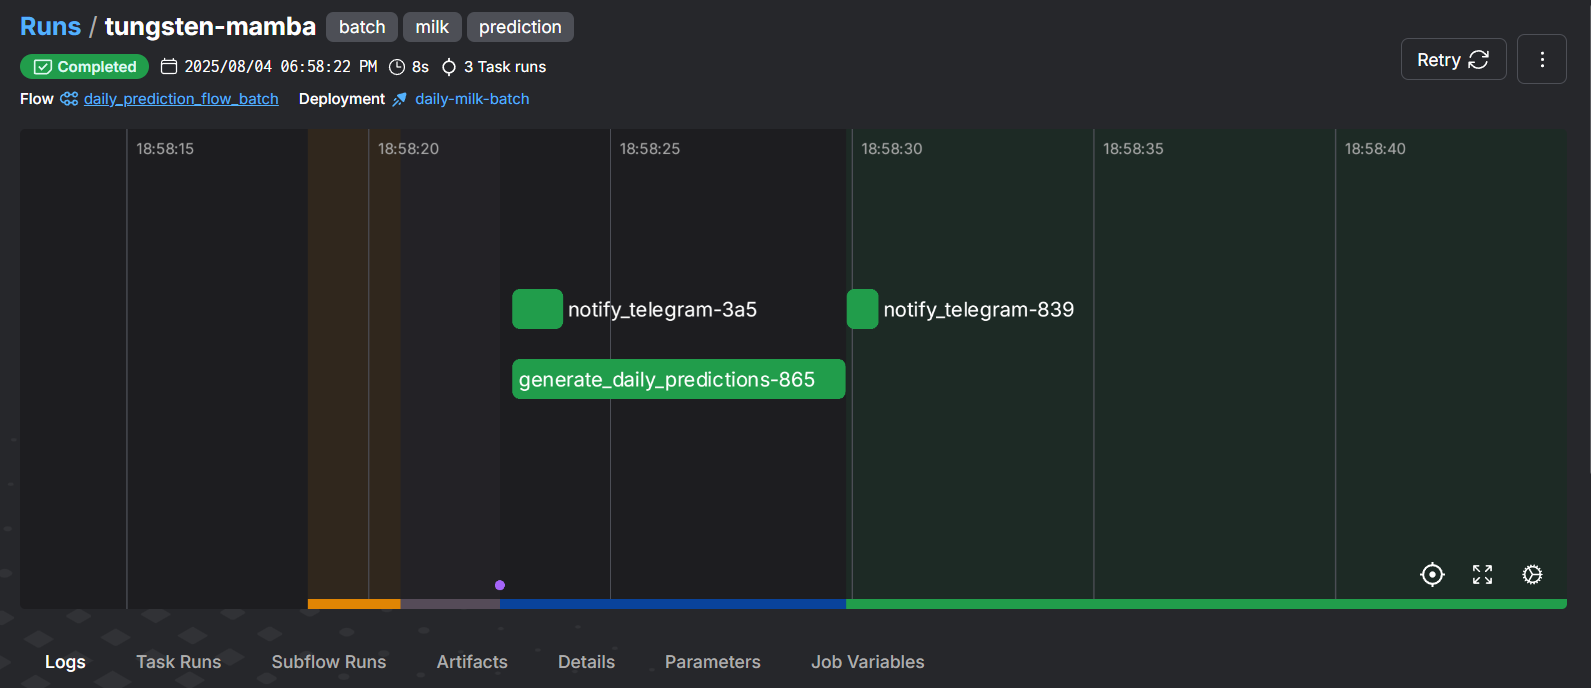 Runs / tungsten-mamba batch milk prediction
Completed 2025/08/04 06:58:22 PM 8s 3 Task runs
Retry
Flow daily_prediction_flow_batch Deployment daily-milk-batch
18:58:15 18:58:20 18:58:25 18:58:30 18:58:35 18:58:40
notify_telegram-3a5 notify_telegram-839
generate_daily_predictions-865
Logs Task Runs Subflow Runs Artifacts Details Parameters Job Variables